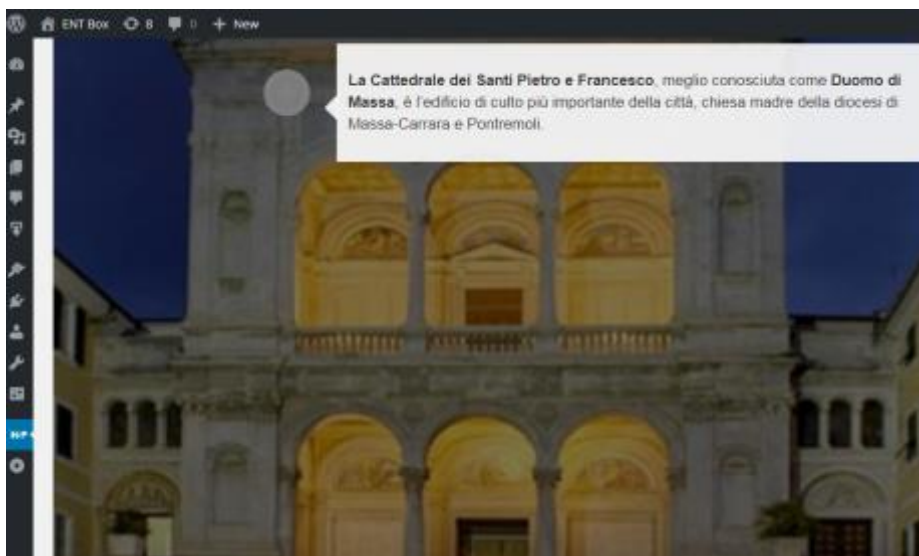 ENT Box 8 0 + New
La Cattedrale dei Santi Pietro e Francesco, meglio conosciuta come Duomo di
Massa, è l'edificio di culto più importante della città, chiesa madre della diocesi di
Massa-Carrara e Pontremoli.